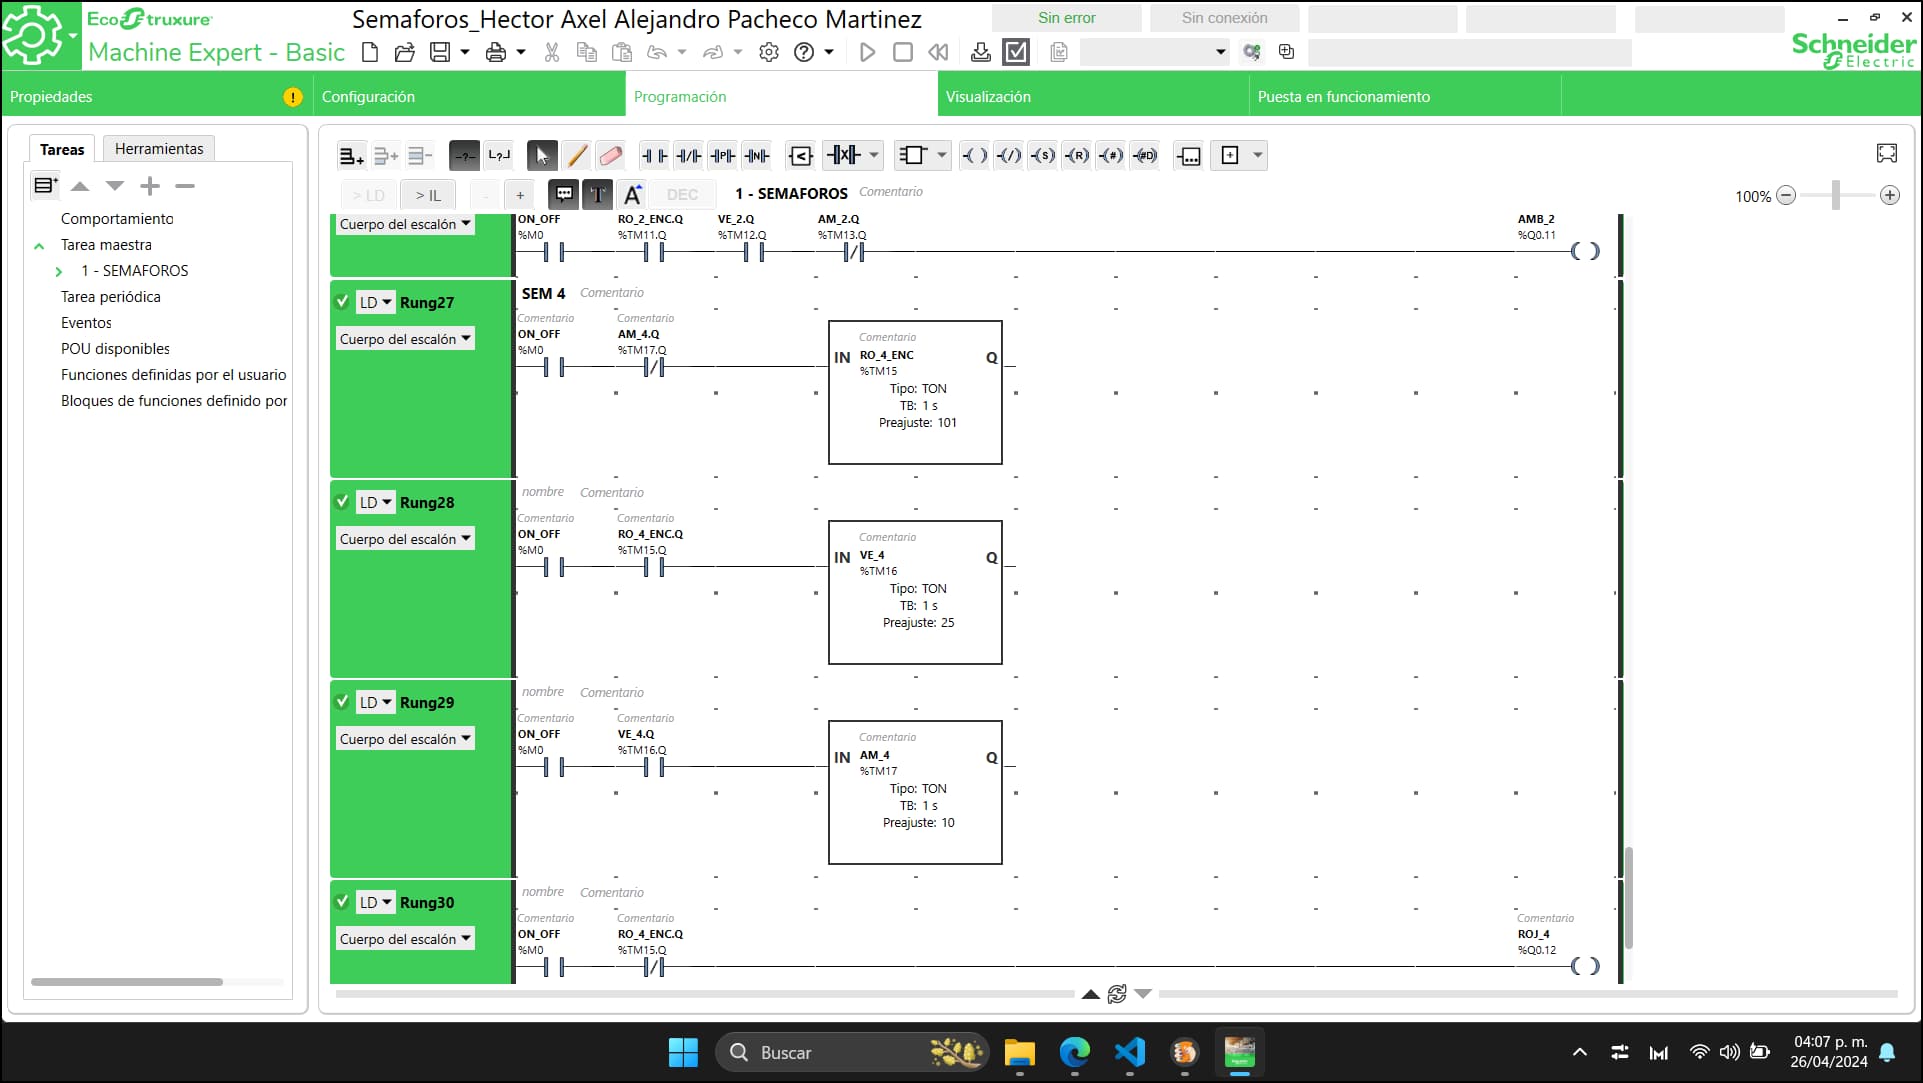 EcoStruxure
Machine Expert - Basic
Semaforos_Hector Axel Alejandro Pacheco Martinez
Sin error
Sin conexión
Schneider
Electric
Propiedades
Configuración
Programación
Visualización
Puesta en funcionamiento
Tareas
Herramientas
Comportamiento
Tarea maestra
1 - SEMAFOROS
Tarea periódica
Eventos
POU disponibles
Funciones definidas por el usuario
Bloques de funciones definido por
> LD
> IL
-
+
T
A
DEC
1 - SEMAFOROS
Comentario
100%
Cuerpo del escalón
ON_OFF
%M0
RO_2_ENC.Q
%TM11.Q
VE_2.Q
%TM12.Q
AM_2.Q
%TM13.Q
AMB_2
%Q0.11
LD
Rung27
Cuerpo del escalón
SEM 4
Comentario
Comentario
ON_OFF
%M0
Comentario
AM_4.Q
%TM17.Q
Comentario
IN
RO_4_ENC
Q
%TM15
Tipo: TON
TB: 1 s
Preajuste: 101
LD
Rung28
Cuerpo del escalón
nombre
Comentario
Comentario
ON_OFF
%M0
Comentario
RO_4_ENC.Q
%TM15.Q
Comentario
IN
VE_4
Q
%TM16
Tipo: TON
TB: 1 s
Preajuste: 25
LD
Rung29
Cuerpo del escalón
nombre
Comentario
Comentario
ON_OFF
%M0
Comentario
VE_4.Q
%TM16.Q
Comentario
IN
AM_4
Q
%TM17
Tipo: TON
TB: 1 s
Preajuste: 10
LD
Rung30
Cuerpo del escalón
nombre
Comentario
Comentario
ON_OFF
%M0
Comentario
RO_4_ENC.Q
%TM15.Q
Comentario
ROJ_4
%Q0.12
Buscar
04:07 p. m.
26/04/2024